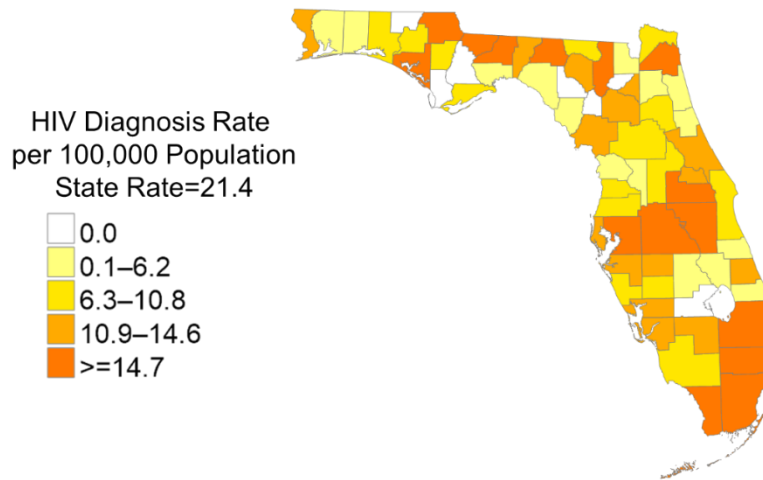 HIV Diagnosis Rate
per 100,000 Population
State Rate=21.4
0.0
0.1–6.2
6.3–10.8
10.9–14.6
>=14.7